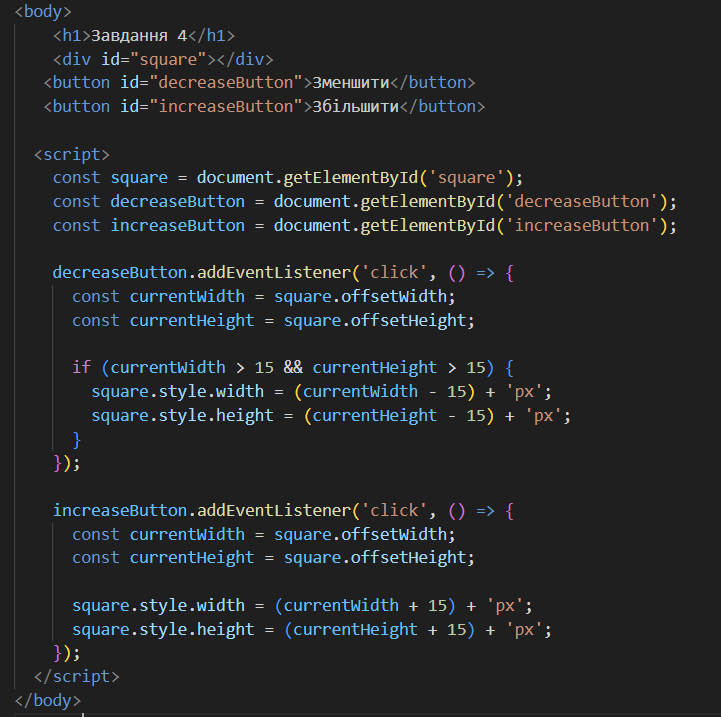 <body>
<h1>Завдання 4</h1>
<div id="square"></div>
<button id="decreaseButton">Зменшити</button>
<button id="increaseButton">Збільшити</button>
<script>
const square = document.getElementById('square');
const decreaseButton = document.getElementById('decreaseButton');
const increaseButton = document.getElementById('increaseButton');
decreaseButton.addEventListener('click', () => {
const currentWidth = square.offsetWidth;
const currentHeight = square.offsetHeight;
if (currentWidth > 15 && currentHeight > 15) {
square.style.width = (currentWidth - 15) + 'px';
square.style.height = (currentHeight - 15) + 'px';
}
});
increaseButton.addEventListener('click', () => {
const currentWidth = square.offsetWidth;
const currentHeight = square.offsetHeight;
square.style.width = (currentWidth + 15) + 'px';
square.style.height = (currentHeight + 15) + 'px';
});
</script>
</body>